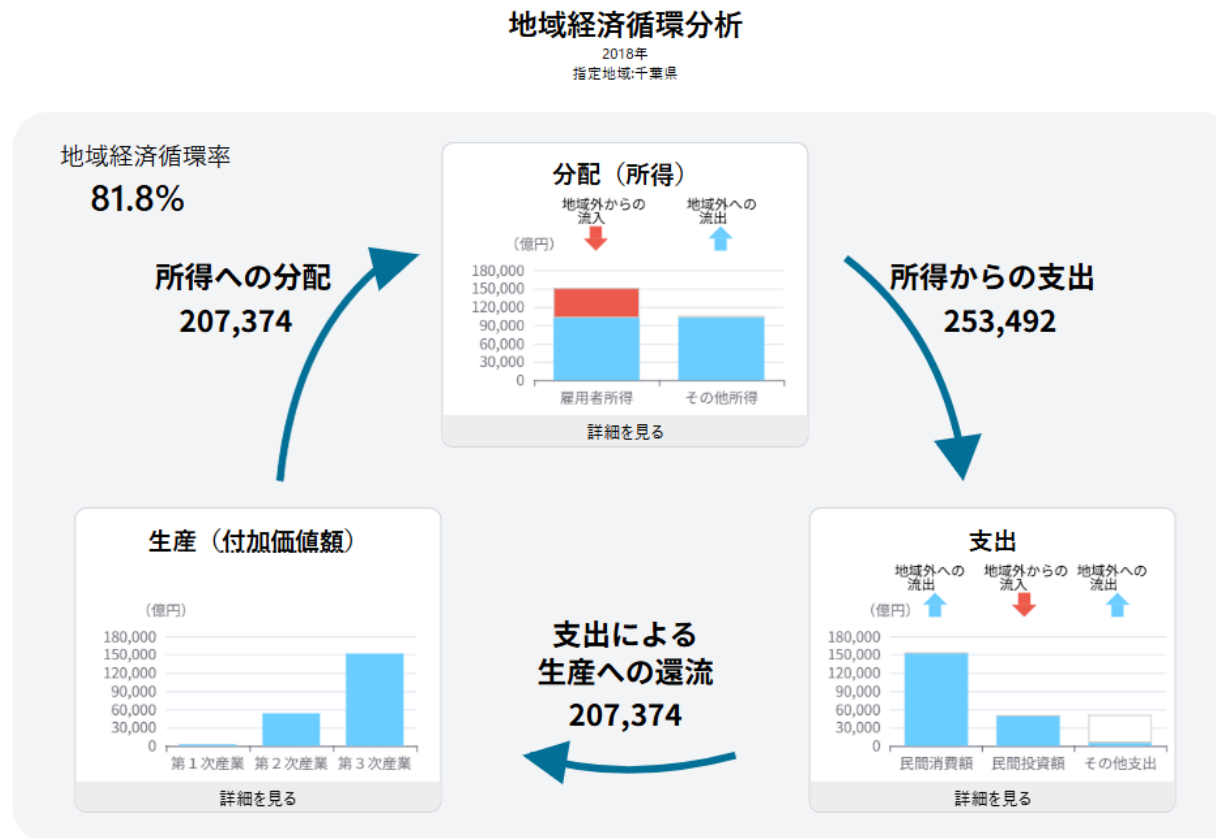 地域経済循環分析
2018年
指定地域:千葉県
地域経済循環率
81.8%
分配（所得）
地域外からの
流入
地域外への
流出
（億円）
180,000
150,000
120,000
90,000
60,000
30,000
0
雇用者所得
その他所得
詳細を見る
所得への分配
207,374
所得からの支出
253,492
生産（付加価値額）
（億円）
180,000
150,000
120,000
90,000
60,000
30,000
0
第１次産業
第２次産業
第３次産業
詳細を見る
支出による
生産への還流
207,374
支出
地域外への
流出
地域外からの
流入
地域外への
流出
（億円）
180,000
150,000
120,000
90,000
60,000
30,000
0
民間消費額
民間投資額
その他支出
詳細を見る